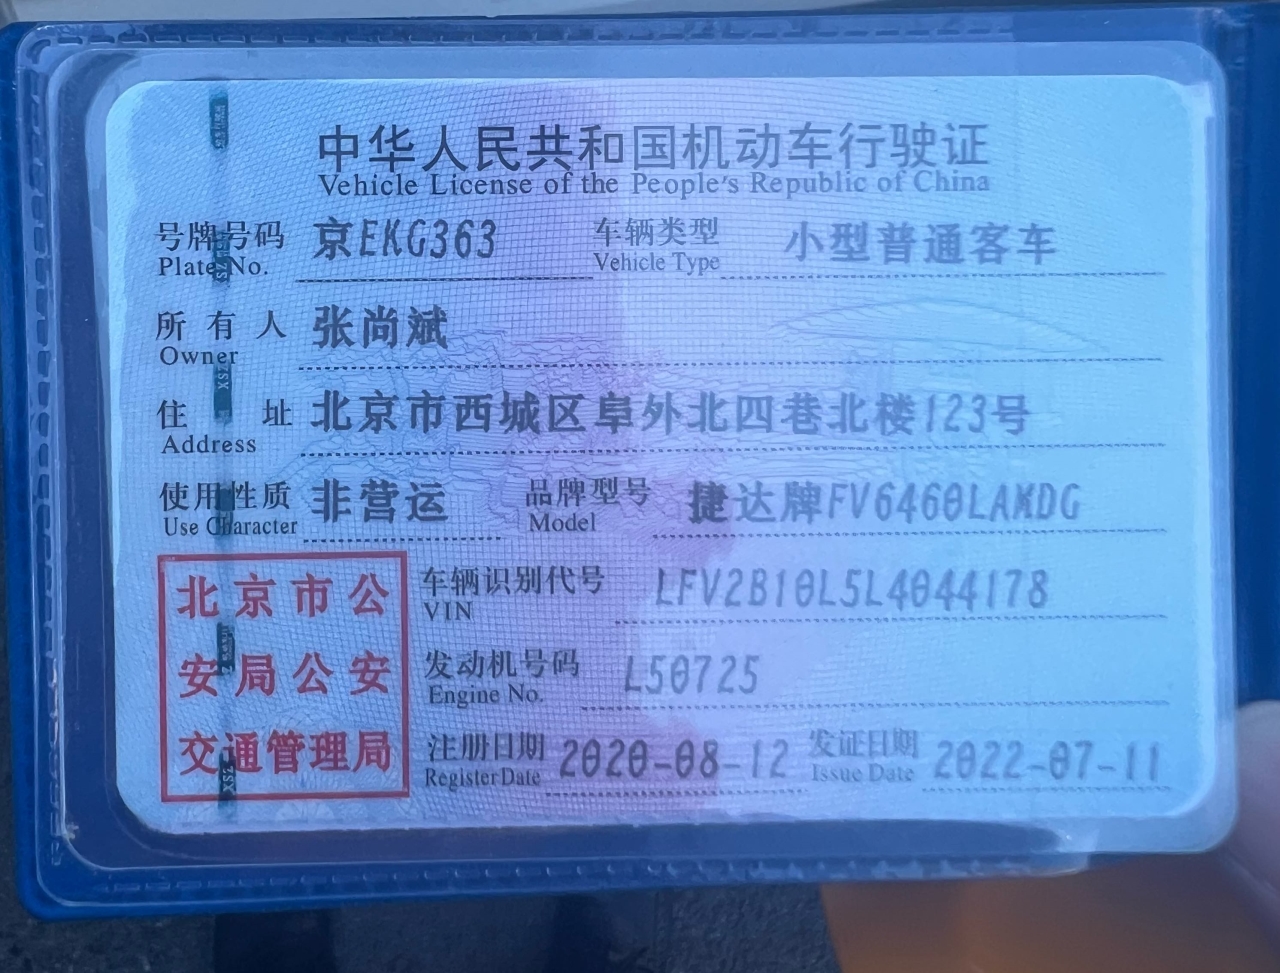 中华人民共和国机动车行驶证
Vehicle License of the People's Republic of China
号牌号码 京EKG363 车辆类型 小型普通客车
Plate No. Vehicle Type
所有人 张尚斌
Owner
住址 北京市西城区阜外北四巷北楼123号
Address
使用性质 非营运 品牌型号 捷达牌FV6460LAMDG
Use Character Model
北京市公 车辆识别代号 LFV2B10L5L4044178
VIN
安局公安 发动机号码 L50725
Engine No.
交通管理局 注册日期 2020-08-12 发证日期 2022-07-11
Register Date Issue Date